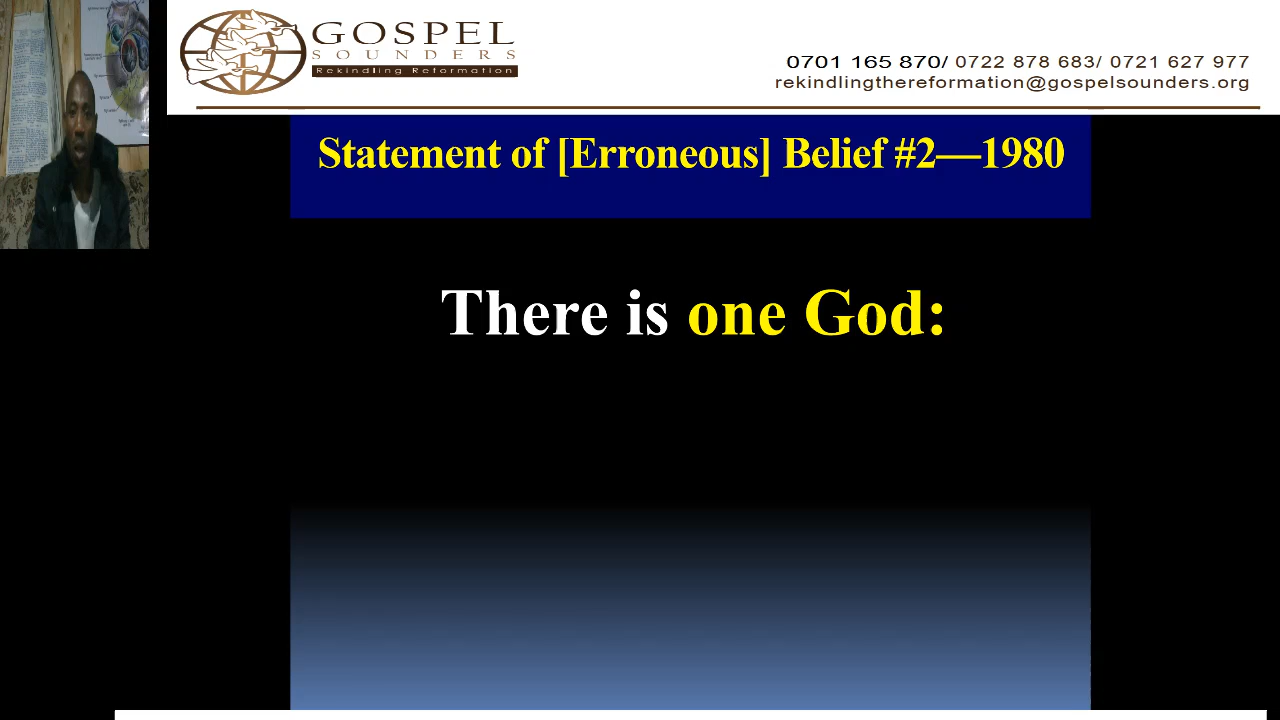 GOSPEL
SOUNDERS
Rekindling Reformation
0701 165 870/ 0722 878 683/ 0721 627 977
rekindlingthereformation@gospelsounders.org
Statement of [Erroneous] Belief #2—1980
There is one God: